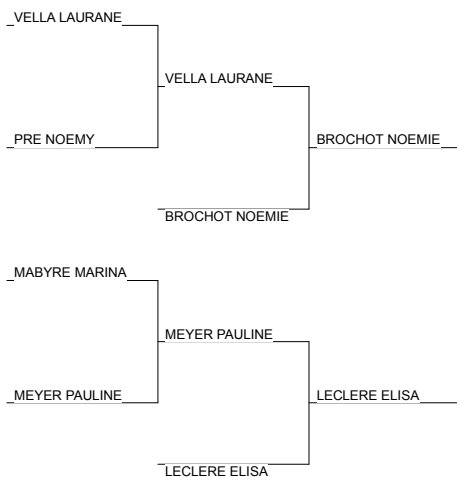 VELLA LAURANE
VELLA LAURANE
PRE NOEMY
BROCHOT NOEMIE
BROCHOT NOEMIE
MABYRE MARINA
MEYER PAULINE
MEYER PAULINE
LECLERE ELISA
LECLERE ELISA